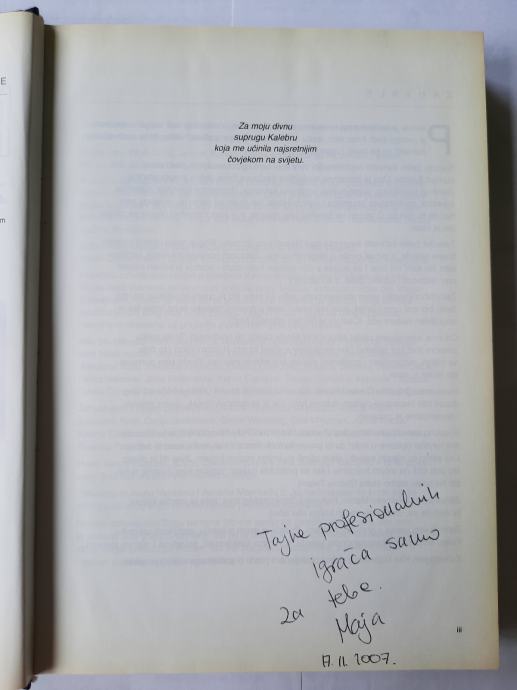 Za moju divnu
suprugu Kalebru
koja me učinila najsretnijim
čovjekom na svijetu.
Tajne profesionalnih
igrača samo
za tebe.
Maja
17. II. 2007.
iii
E
m